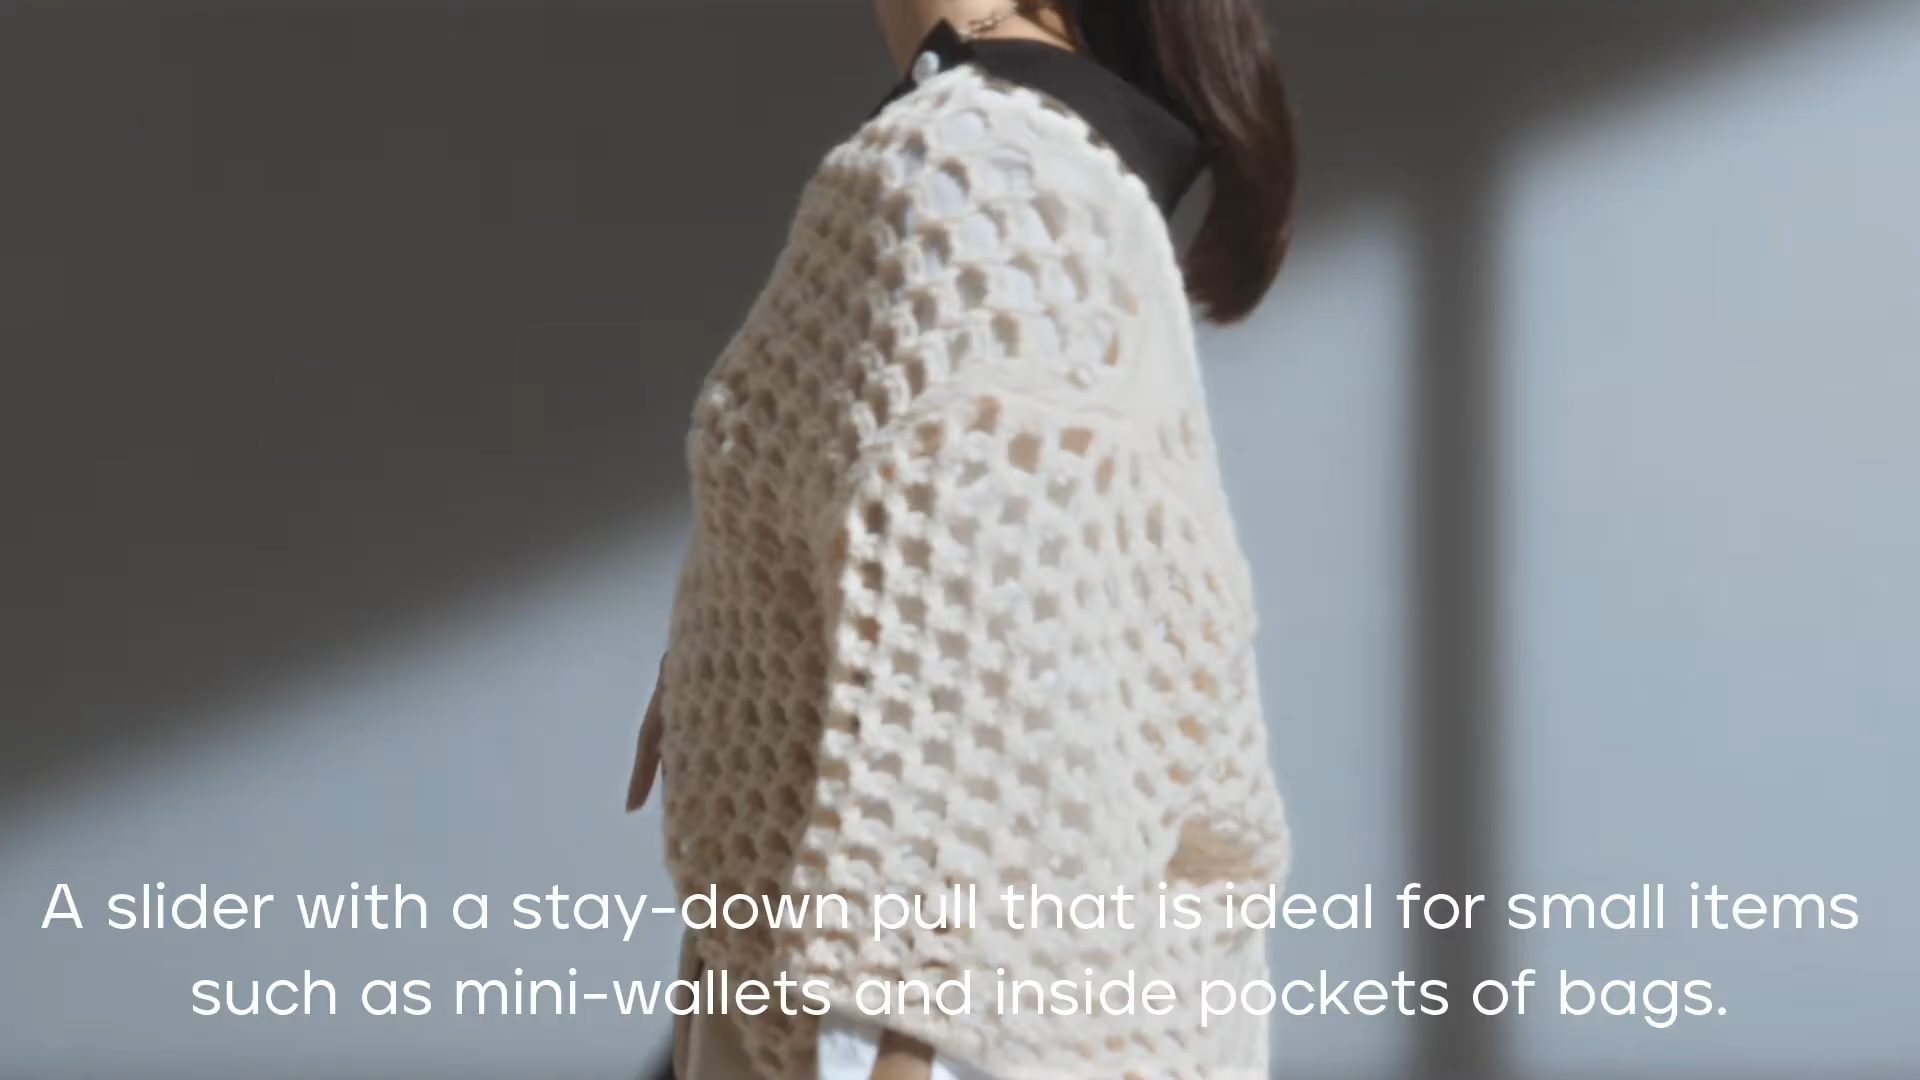 A slider with a stay-down pull that is ideal for small items
such as mini-wallets and inside pockets of bags.